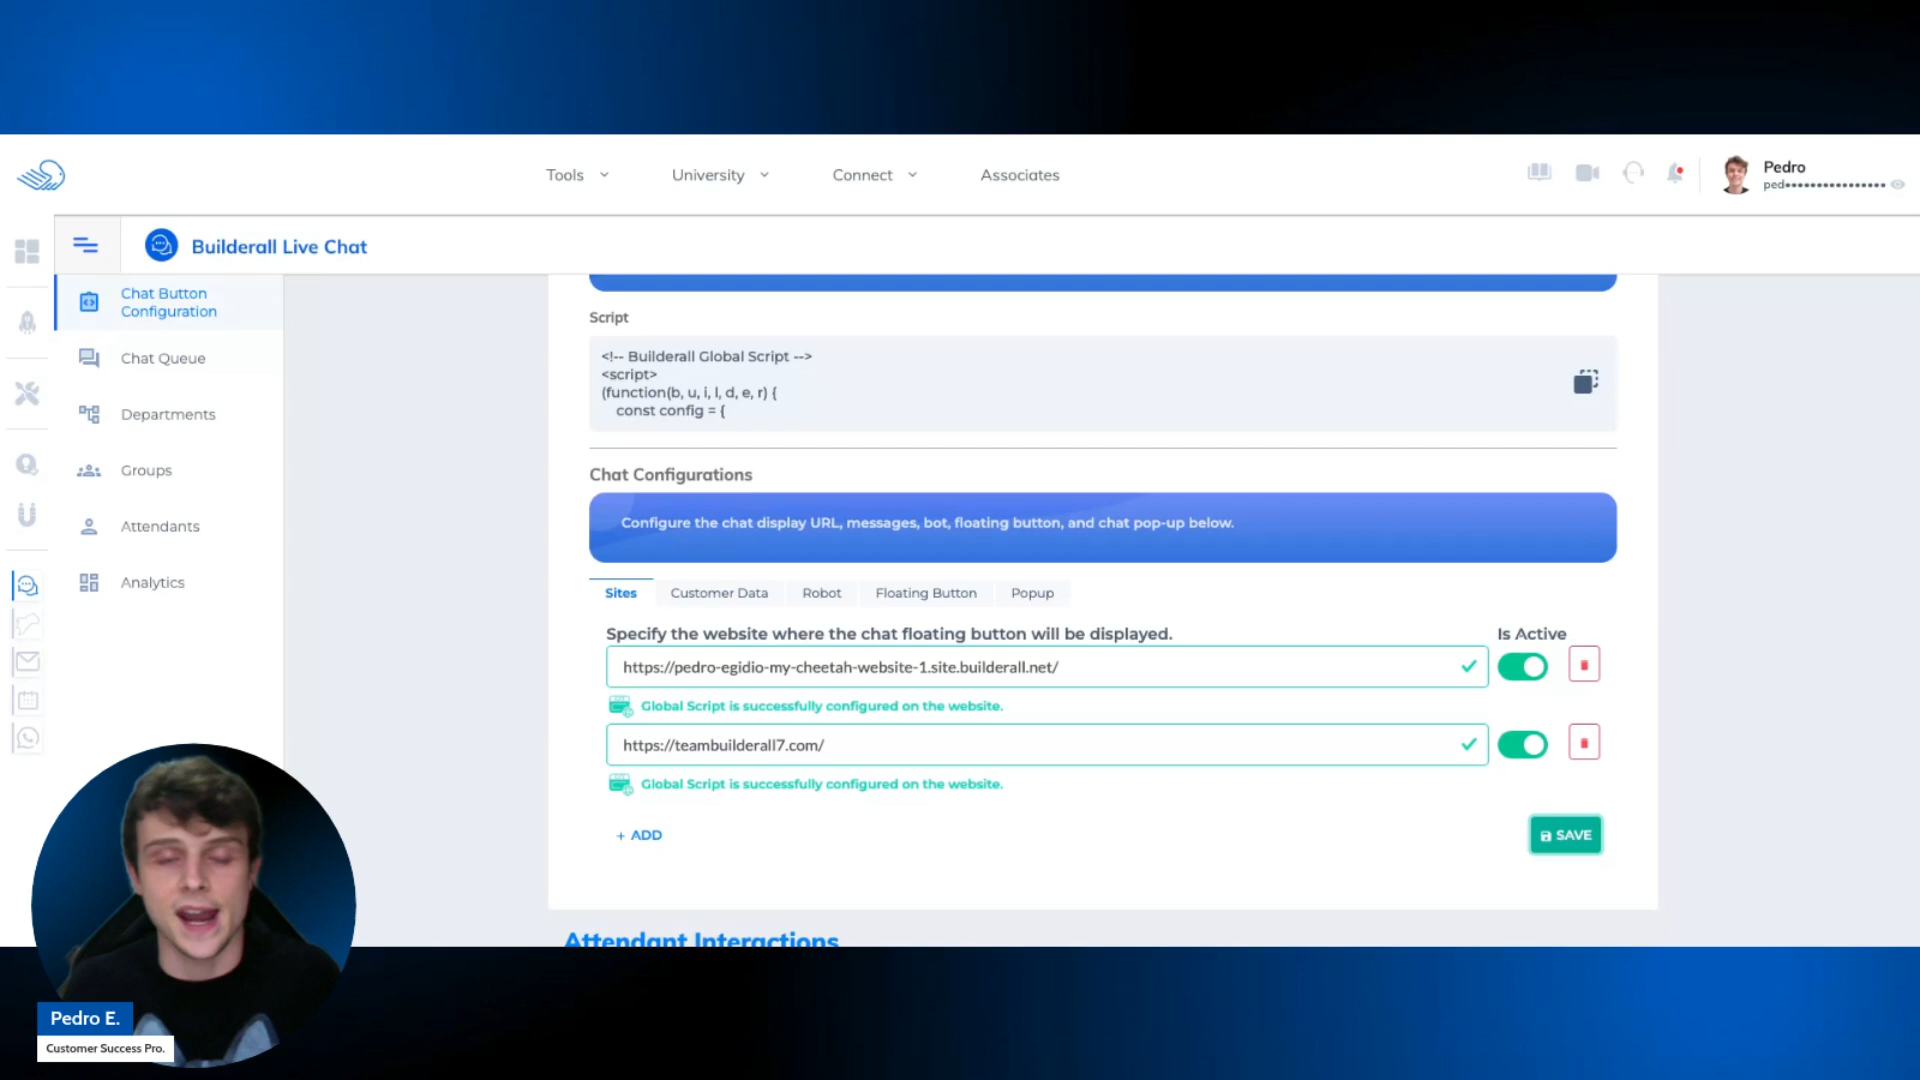 Tools
University
Connect
Associates
Pedro
ped••••••••••••••••
Builderall Live Chat
Chat Button
Configuration
Chat Queue
Departments
Groups
Attendants
Analytics
Script
<!-- Builderall Global Script -->
<script>
(function(b, u, i, l, d, e, r) {
const config = {
Chat Configurations
Configure the chat display URL, messages, bot, floating button, and chat pop-up below.
Sites
Customer Data
Robot
Floating Button
Popup
Specify the website where the chat floating button will be displayed.
Is Active
https://pedro-egidio-my-cheetah-website-1.site.builderall.net/
Global Script is successfully configured on the website.
https://teambuilderall7.com/
Global Script is successfully configured on the website.
+ ADD
SAVE
Attendant Interactions
Pedro E.
Customer Success Pro.